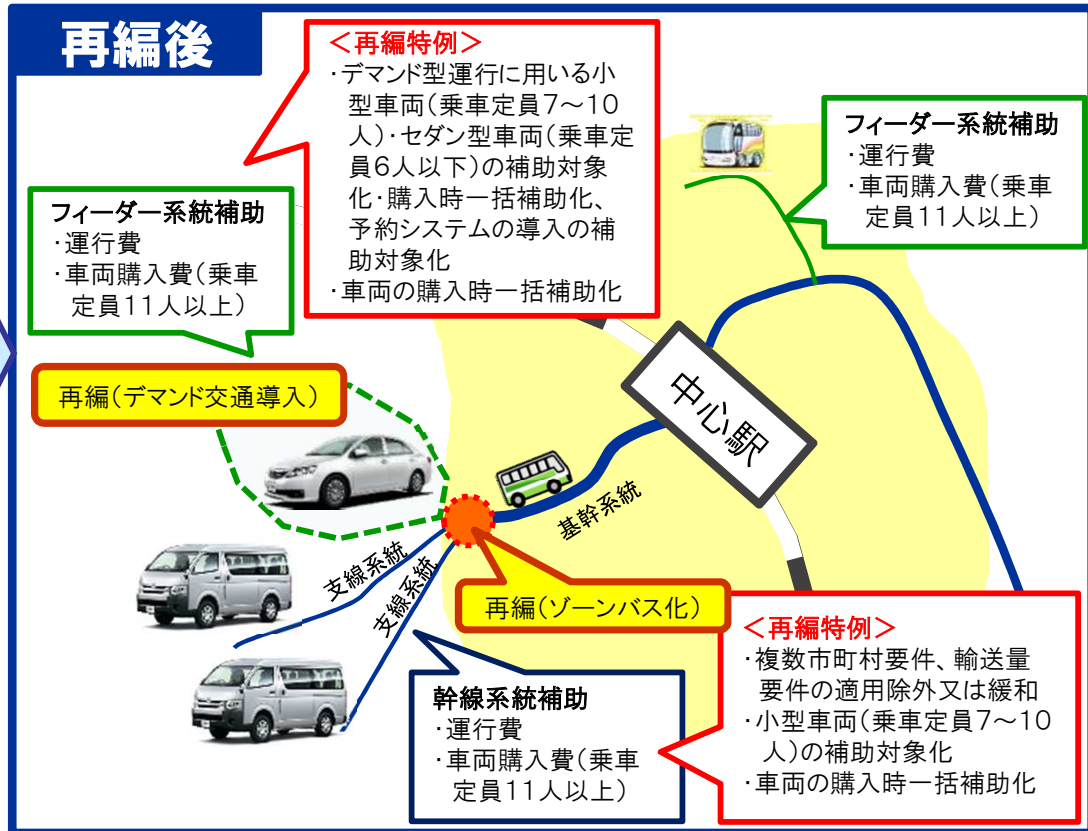 再編後
＜再編特例＞
・デマンド型運行に用いる小
型車両(乗車定員7～10
人)・セダン型車両(乗車定
員6人以下)の補助対象
化・購入時一括補助化、
予約システムの導入の補
助対象化
・車両の購入時一括補助化
フィーダー系統補助
・運行費
・車両購入費(乗車
定員11人以上)
フィーダー系統補助
・運行費
・車両購入費(乗車
定員11人以上)
再編(デマンド交通導入)
中心駅
基幹系統
支線系統
支線系統
再編(ゾーンバス化)
幹線系統補助
・運行費
・車両購入費(乗車
定員11人以上)
＜再編特例＞
・複数市町村要件、輸送量
要件の適用除外又は緩和
・小型車両(乗車定員7～10
人)の補助対象化
・車両の購入時一括補助化